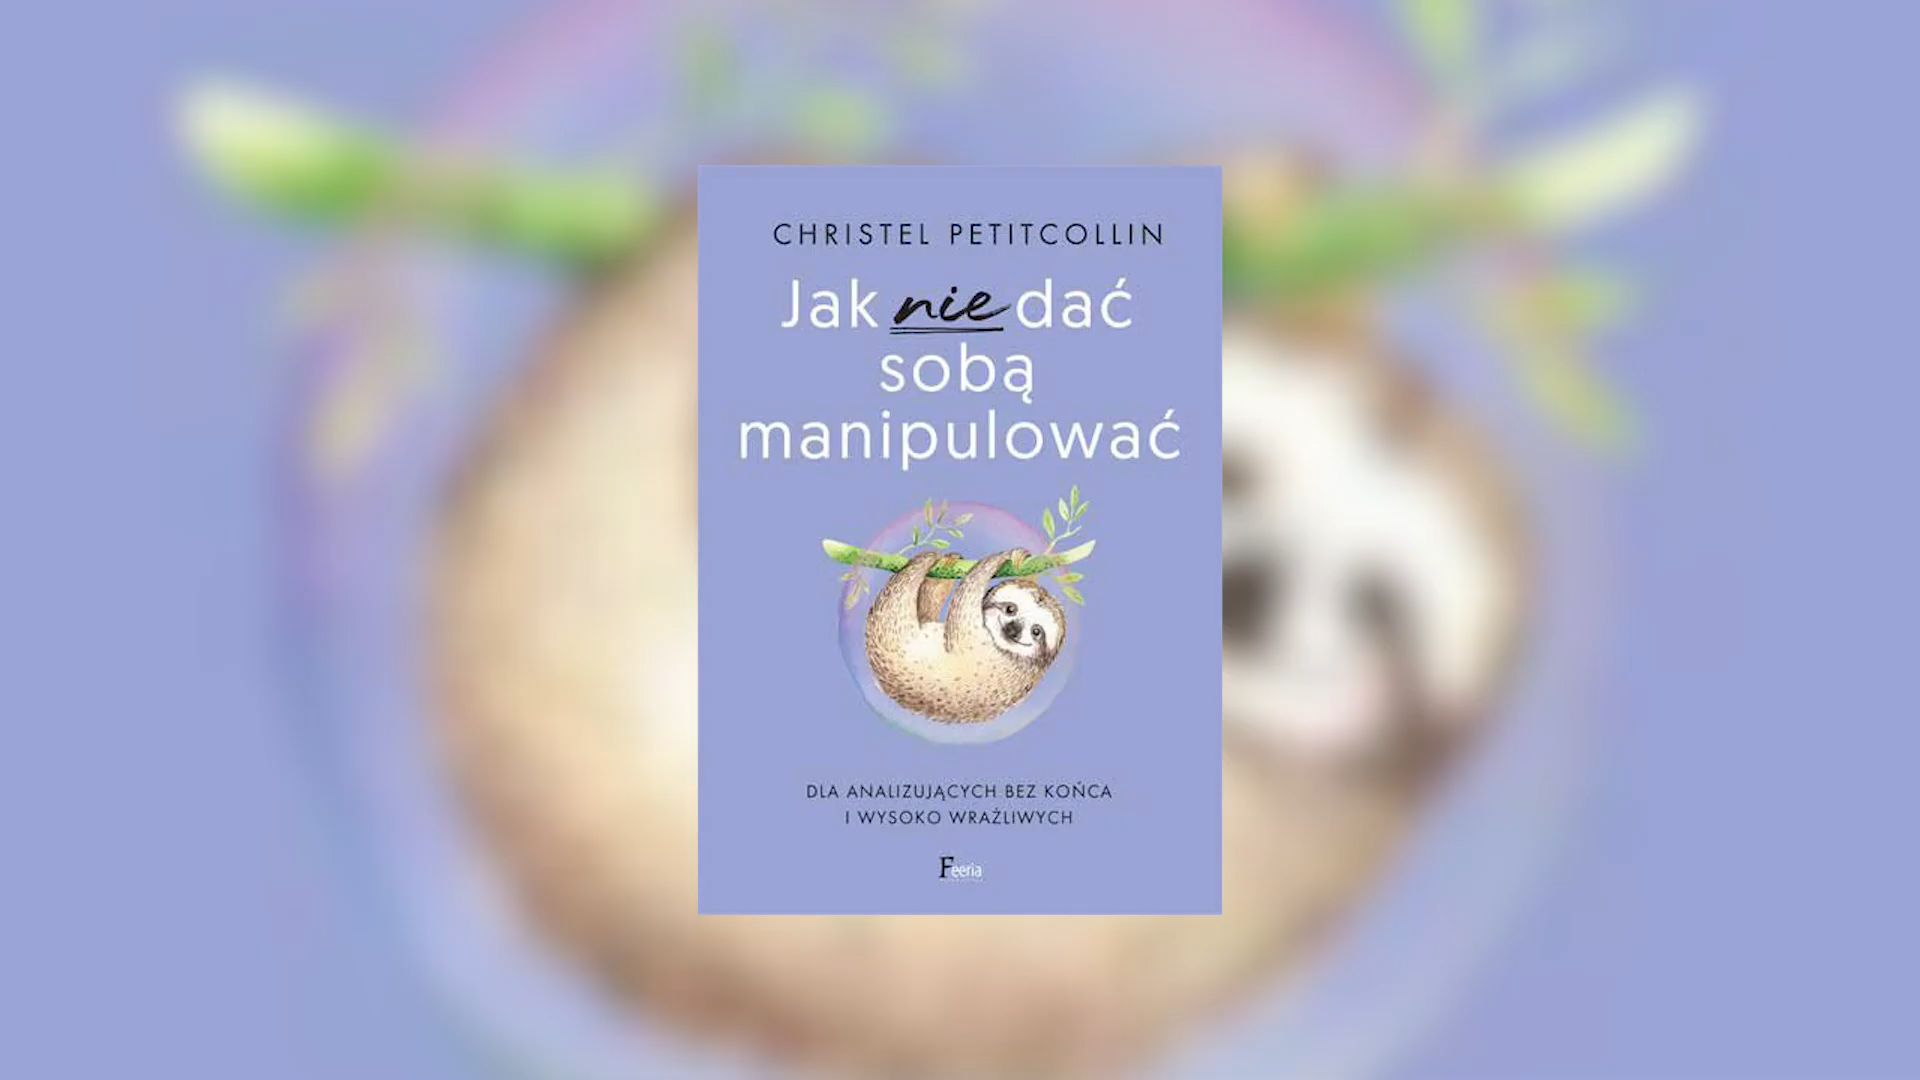 CHRISTEL PETITCOLLIN
Jak nie dać
sobą
manipulować
DLA ANALIZUJĄCYCH BEZ KOŃCA
I WYSOKO WRAŻLIWYCH
Feeria